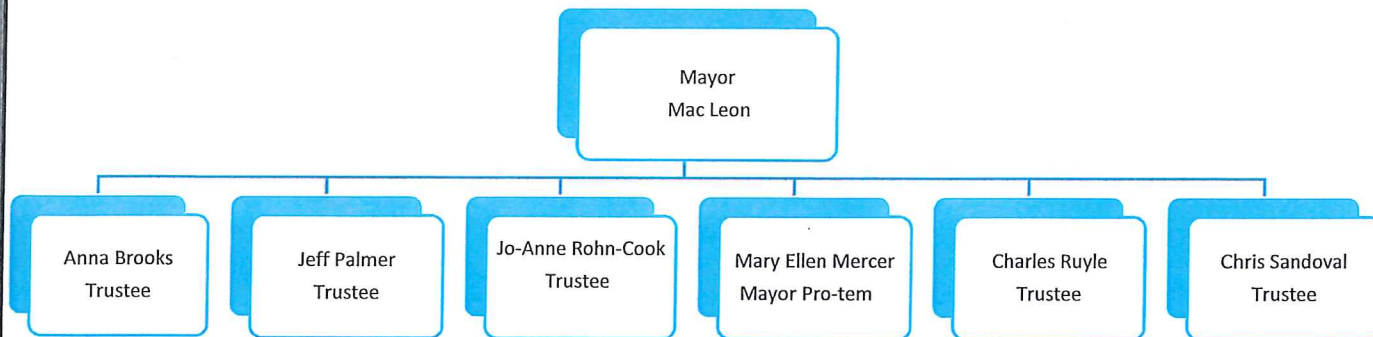 Mayor
Mac Leon
Anna Brooks
Trustee
Jeff Palmer
Trustee
Jo-Anne Rohn-Cook
Trustee
Mary Ellen Mercer
Mayor Pro-tem
Charles Ruyle
Trustee
Chris Sandoval
Trustee